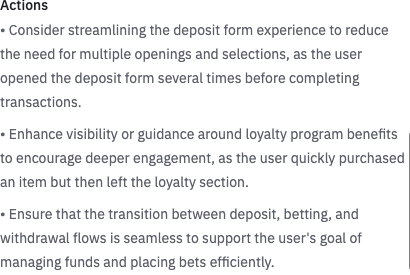 Actions
• Consider streamlining the deposit form experience to reduce
the need for multiple openings and selections, as the user
opened the deposit form several times before completing
transactions.
• Enhance visibility or guidance around loyalty program benefits
to encourage deeper engagement, as the user quickly purchased
an item but then left the loyalty section.
• Ensure that the transition between deposit, betting, and
withdrawal flows is seamless to support the user's goal of
managing funds and placing bets efficiently.